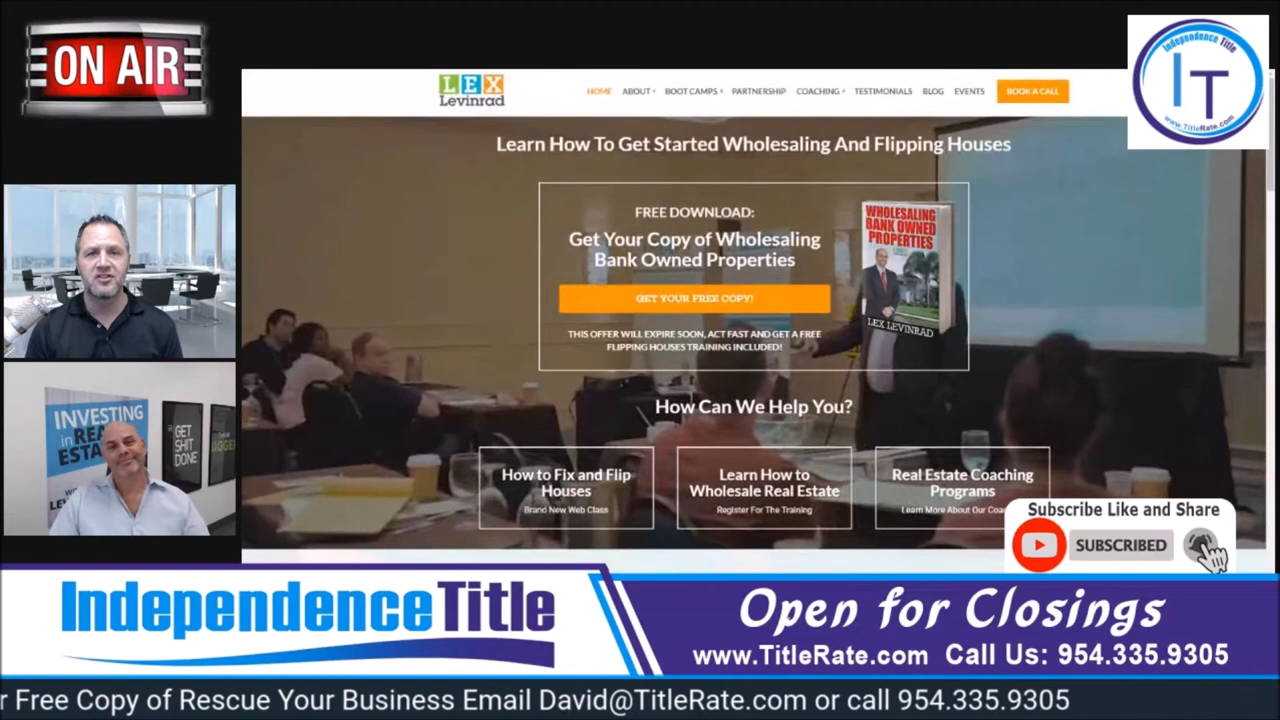 ON AIR
Independence Title
IT
www.TitleRate.com
LEX
Levinrad
HOME ABOUT BOOT CAMPS PARTNERSHIP COACHING TESTIMONIALS BLOG EVENTS BOOK A CALL
Learn How To Get Started Wholesaling And Flipping Houses
FREE DOWNLOAD:
Get Your Copy of Wholesaling
Bank Owned Properties
GET YOUR FREE COPY!
THIS OFFER WILL EXPIRE SOON, ACT FAST AND GET A FREE
FLIPPING HOUSES TRAINING INCLUDED!
WHOLESALING
BANK OWNED
PROPERTIES
LEX LEVINRAD
How Can We Help You?
How to Fix and Flip
Houses
Brand New Web Class
Learn How to
Wholesale Real Estate
Register For The Training
Real Estate Coaching
Programs
Learn More About Our
INVESTING
in
GET
SHIT
DONE
Subscribe Like and Share
SUBSCRIBED
Independence Title
Open for Closings
www.TitleRate.com Call Us: 954.335.9305
Free Copy of Rescue Your Business Email David@TitleRate.com or call 954.335.9305